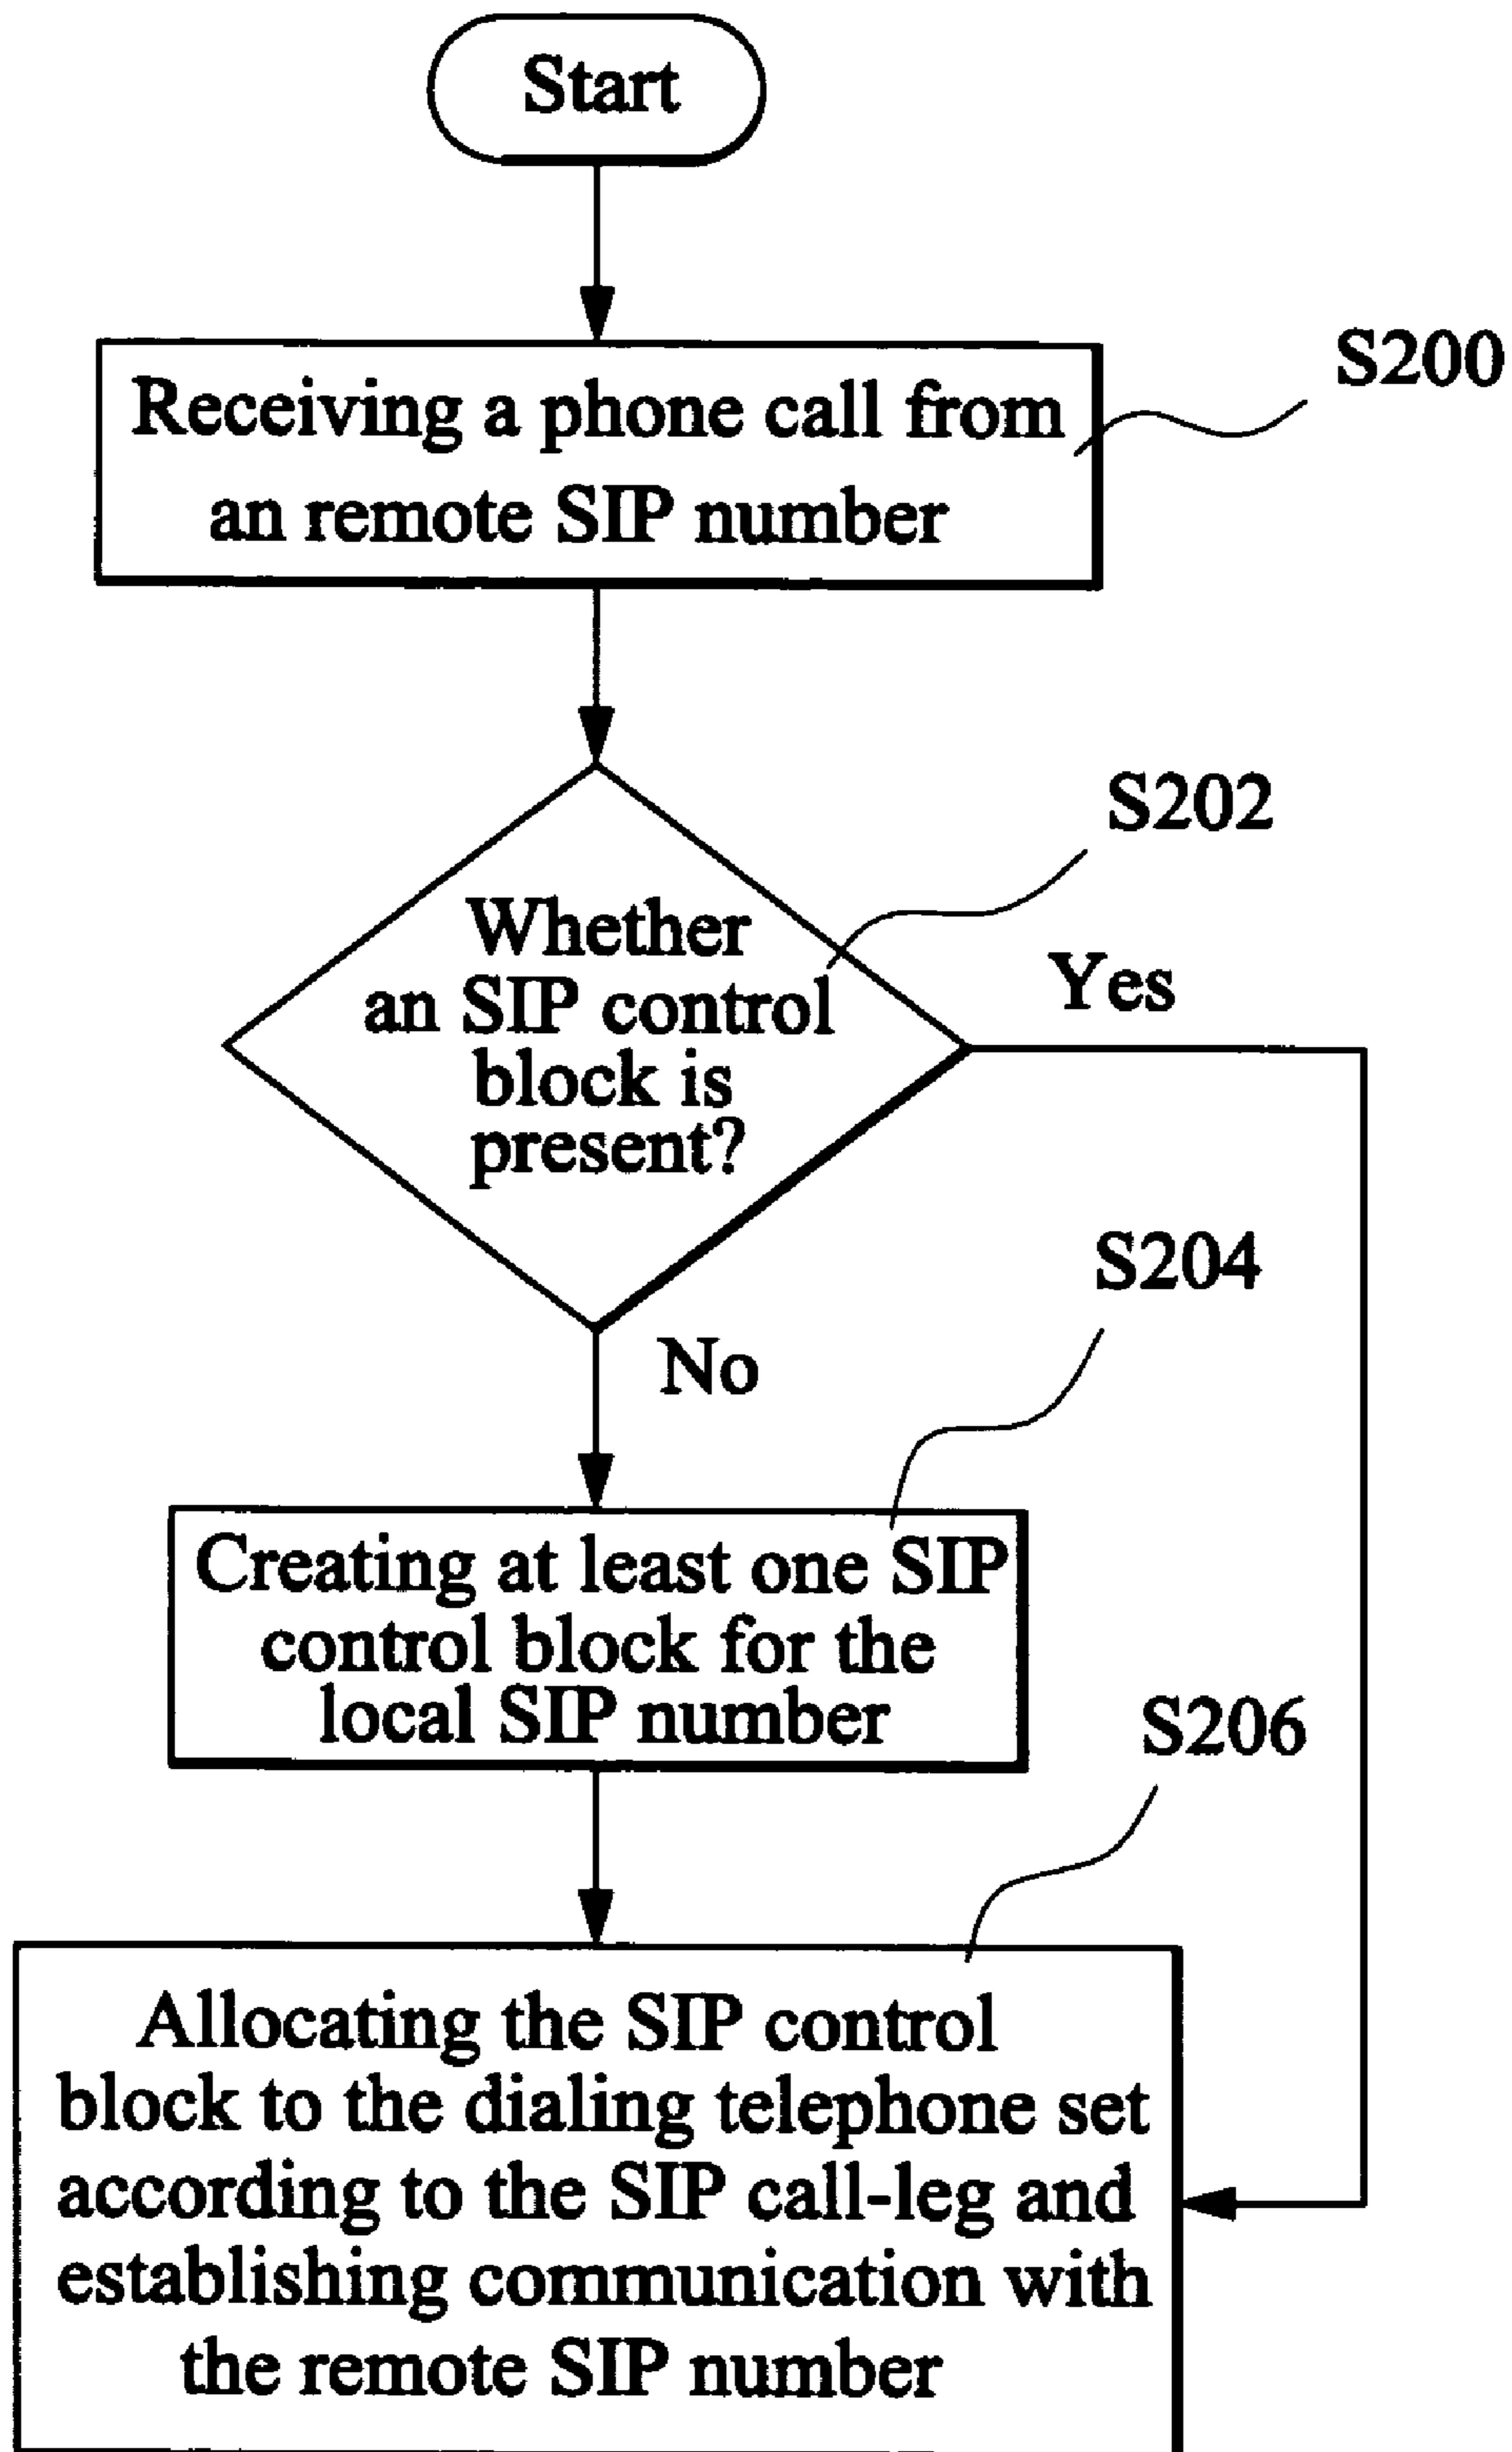 Start
S200
Receiving a phone call from
an remote SIP number
S202
Whether
an SIP control
block is
present?
Yes
No
S204
Creating at least one SIP
control block for the
local SIP number
S206
Allocating the SIP control
block to the dialing telephone set
according to the SIP call-leg and
establishing communication with
the remote SIP number